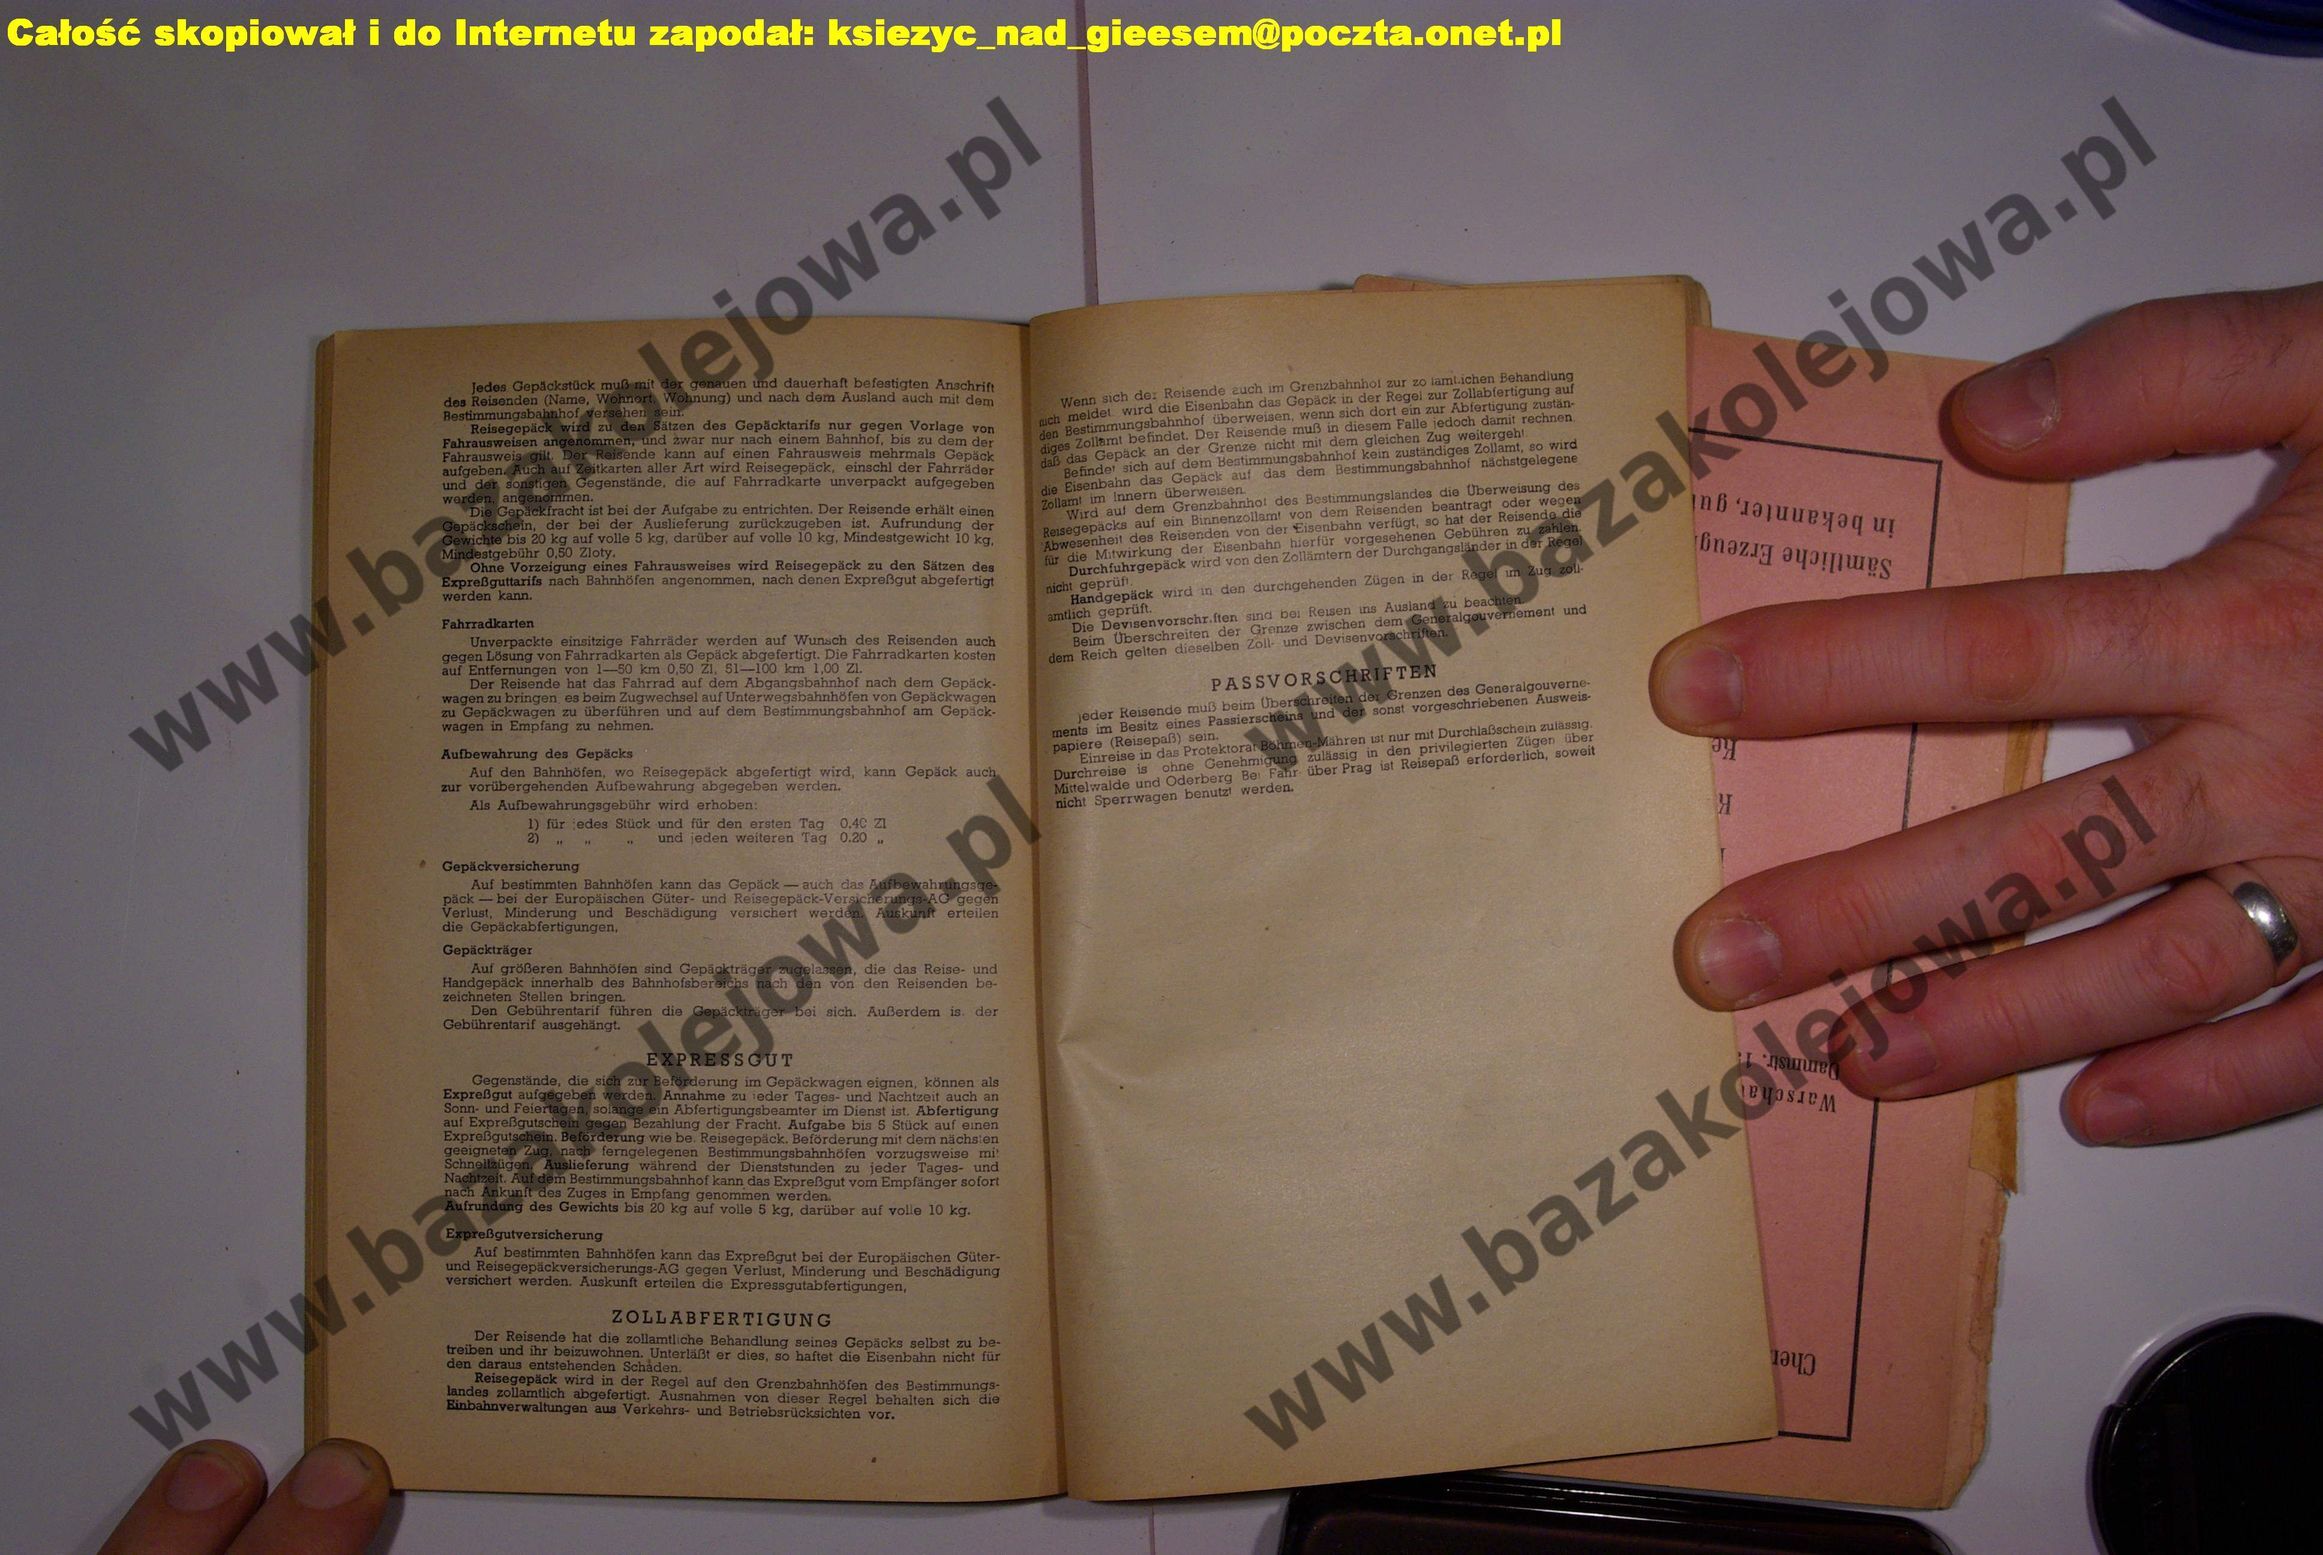 Całość skopiował i do Internetu zapodał: ksiezyc_nad_gieesem@poczta.onet.pl
Jedes Gepäckstück muß mit der genauen und dauerhaft befestigten Anschrift
des Reisenden (Name, Wohnort, Wohnung) und nach dem Ausland auch mit dem
Bestimmungsbahnhof versehen sein.
Reisegepäck wird zu den Sätzen des Gepäcktarifs nur gegen Vorlage von
Fahrausweisen angenommen, und zwar nur nach einem Bahnhof, bis zu dem der
Fahrausweis gilt. Der Reisende kann auf einen Fahrausweis mehrmals Gepäck
aufgeben. Auch auf Zeitkarten aller Art wird Reisegepäck, einschl der Fahrräder
und der sonstigen Gegenstände, die auf Fahrradkarte unverpackt aufgegeben
werden, angenommen.
Die Gepäckfracht ist bei der Aufgabe zu entrichten. Der Reisende erhält einen
Gepäckschein, der bei der Auslieferung zurückzugeben ist. Aufrundung der
Gewichte bis 20 kg auf volle 5 kg, darüber auf volle 10 kg, Mindestgewicht 10 kg,
Mindestgebühr 0,50 Zloty.
Ohne Vorzeigung eines Fahrausweises wird Reisegepäck zu den Sätzen des
Expreßguttarifs nach Bahnhöfen angenommen, nach denen Expreßgut abgefertigt
werden kann.
Fahrradkarten
Unverpackte einsitzige Fahrräder werden auf Wunsch des Reisenden auch
gegen Lösung von Fahrradkarten als Gepäck abgefertigt. Die Fahrradkarten kosten
auf Entfernungen von 1—50 km 0,50 Zl, 51—100 km 1,00 Zl.
Der Reisende hat das Fahrrad auf dem Abgangsbahnhof nach dem Gepäck-
wagen zu bringen, es beim Zugwechsel auf Unterwegsbahnhöfen von Gepäckwagen
zu Gepäckwagen zu überführen und auf dem Bestimmungsbahnhof am Gepäck-
wagen in Empfang zu nehmen.
Aufbewahrung des Gepäcks
Auf den Bahnhöfen, wo Reisegepäck abgefertigt wird, kann Gepäck auch
zur vorübergehenden Aufbewahrung abgegeben werden.
Als Aufbewahrungsgebühr wird erhoben:
1) für jedes Stück und für den ersten Tag 0.40 Zl
2) „ „ „ und jeden weiteren Tag 0.20 „
Gepäckversicherung
Auf bestimmten Bahnhöfen kann das Gepäck — auch das Aufbewahrungsge-
päck — bei der Europäischen Güter- und Reisegepäck-Versicherungs-AG gegen
Verlust, Minderung und Beschädigung versichert werden. Auskunft erteilen
die Gepäckabfertigungen,
Gepäckträger
Auf größeren Bahnhöfen sind Gepäckträger zugelassen, die das Reise- und
Handgepäck innerhalb des Bahnhofsbereichs nach den von den Reisenden be-
zeichneten Stellen bringen.
Den Gebührentarif führen die Gepäckträger bei sich. Außerdem is. der
Gebührentarif ausgehängt.
EXPRESSGUT
Gegenstände, die sich zur Beförderung im Gepäckwagen eignen, können als
Expreßgut aufgegeben werden. Annahme zu jeder Tages- und Nachtzeit auch an
Sonn- und Feiertagen, solange ein Abfertigungsbeamter im Dienst ist. Abfertigung
auf Expreßgutschein gegen Bezahlung der Fracht. Aufgabe bis 5 Stück auf einen
Expreßgutschein. Beförderung wie bei Reisegepäck. Beförderung mit dem nächsten
geeigneten Zug, nach ferngelegenen Bestimmungsbahnhöfen vorzugsweise mit
Schnellzügen. Auslieferung während der Dienststunden zu jeder Tages- und
Nachtzeit. Auf dem Bestimmungsbahnhof kann das Expreßgut vom Empfänger sofort
nach Ankunft des Zuges in Empfang genommen werden.
Aufrundung des Gewichts bis 20 kg auf volle 5 kg, darüber auf volle 10 kg.
Expreßgutversicherung
Auf bestimmten Bahnhöfen kann das Expreßgut bei der Europäischen Güter-
und Reisegepäckversicherungs-AG gegen Verlust, Minderung und Beschädigung
versichert werden. Auskunft erteilen die Expressgutabfertigungen,
ZOLLABFERTIGUNG
Der Reisende hat die zollamtliche Behandlung seines Gepäcks selbst zu be-
treiben und ihr beizuwohnen. Unterläßt er dies, so haftet die Eisenbahn nicht für
den daraus entstehenden Schaden.
Reisegepäck wird in der Regel auf den Grenzbahnhöfen des Bestimmungs-
landes zollamtlich abgefertigt. Ausnahmen von dieser Regel behalten sich die
Einbahnverwaltungen aus Verkehrs- und Betriebsrücksichten vor.
Wenn sich der Reisende auch im Grenzbahnhof zur zollamtlichen Behandlung
nich meldet, wird die Eisenbahn das Gepäck in der Regel zur Zollabfertigung auf
den Bestimmungsbahnhof überweisen, wenn sich dort ein zur Abfertigung zustän-
diges Zollamt befindet. Der Reisende muß in diesem Falle jedoch damit rechnen,
daß das Gepäck an der Grenze nicht mit dem gleichen Zug weitergeht
Befindet sich auf dem Bestimmungsbahnhof kein zuständiges Zollamt, so wird
die Eisenbahn das Gepäck auf das dem Bestimmungsbahnhof nächstgelegene
Zollamt im Innern überweisen.
Wird auf dem Grenzbahnhof des Bestimmungslandes die Überweisung des
Reisegepäcks auf ein Binnenzollamt von dem Reisenden beantragt oder wegen
Abwesenheit des Reisenden von der Eisenbahn verfügt, so hat der Reisende die
für die Mitwirkung der Eisenbahn hierfür vorgesehenen Gebühren zu zahlen.
Durchfuhrgepäck wird von den Zollämtern der Durchgangsländer in der Regel
nicht geprüft.
Handgepäck wird in den durchgehenden Zügen in der Regel im Zug zoll-
amtlich geprüft.
Die Devisenvorschriften sind bei Reisen ins Ausland zu beachten.
Beim Überschreiten der Grenze zwischen dem Generalgouvernement und
dem Reich gelten dieselben Zoll- und Devisenvorschriften.
PASSVORSCHRIFTEN
Jeder Reisende muß beim Überschreiten der Grenzen des Generalgouverne-
ments im Besitz eines Passierscheins und der sonst vorgeschriebenen Ausweis-
papiere (Reisepaß) sein.
Einreise in das Protektorat Böhmen-Mähren ist nur mit Durchlaßschein zulässig.
Durchreise is ohne Genehmigung zulässig in den privilegierten Zügen über
Mittelwalde und Oderberg Bei Fahr über Prag ist Reisepaß erforderlich, soweit
nicht Sperrwagen benutzt werden.
in bekannter, gu
Sämtliche Erzeug
Ke
K
Dammstr. 1
Warscha
Chem
www.bazakolejowa.pl
www.bazakolejowa.pl
www.bazakolejowa.pl
www.bazakolejowa.pl